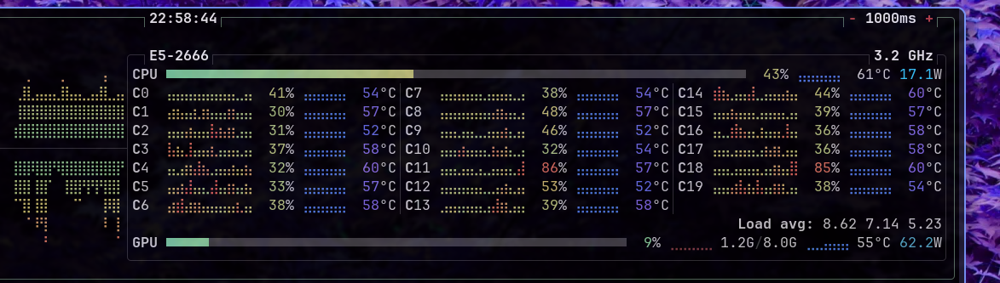 22:58:44 - 1000ms +
E5-2666 3.2 GHz
CPU 43% 61°C 17.1W
C0 41% 54°C C7 38% 54°C C14 44% 60°C
C1 30% 57°C C8 48% 57°C C15 39% 57°C
C2 31% 52°C C9 46% 52°C C16 36% 58°C
C3 37% 58°C C10 32% 54°C C17 36% 58°C
C4 32% 60°C C11 86% 57°C C18 85% 60°C
C5 33% 57°C C12 53% 52°C C19 38% 54°C
C6 38% 58°C C13 39% 58°C
Load avg: 8.62 7.14 5.23
GPU 9% 1.2G/8.0G 55°C 62.2W